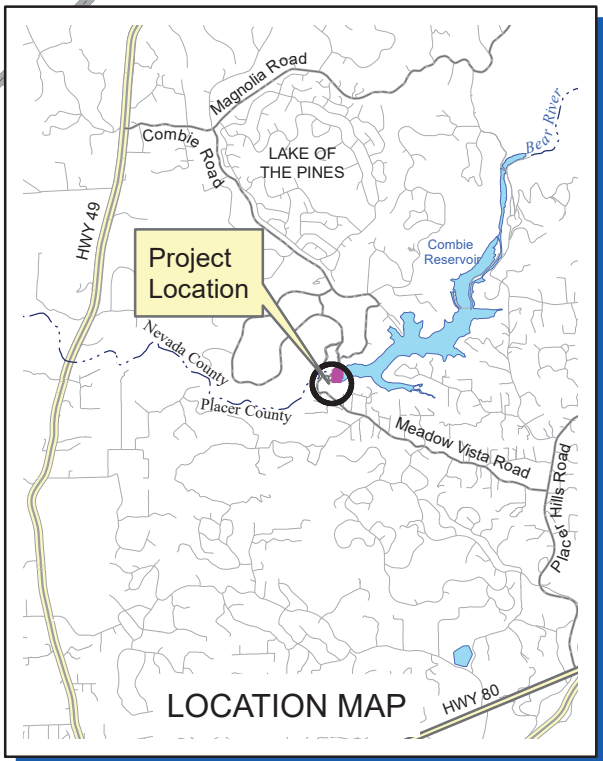 Magnolia Road
Combie Road
LAKE OF
THE PINES
Bear River
HWY 49
Combie
Reservoir
Project
Location
Nevada County
Placer County
Meadow Vista Road
Placer Hills Road
LOCATION MAP
HWY 80